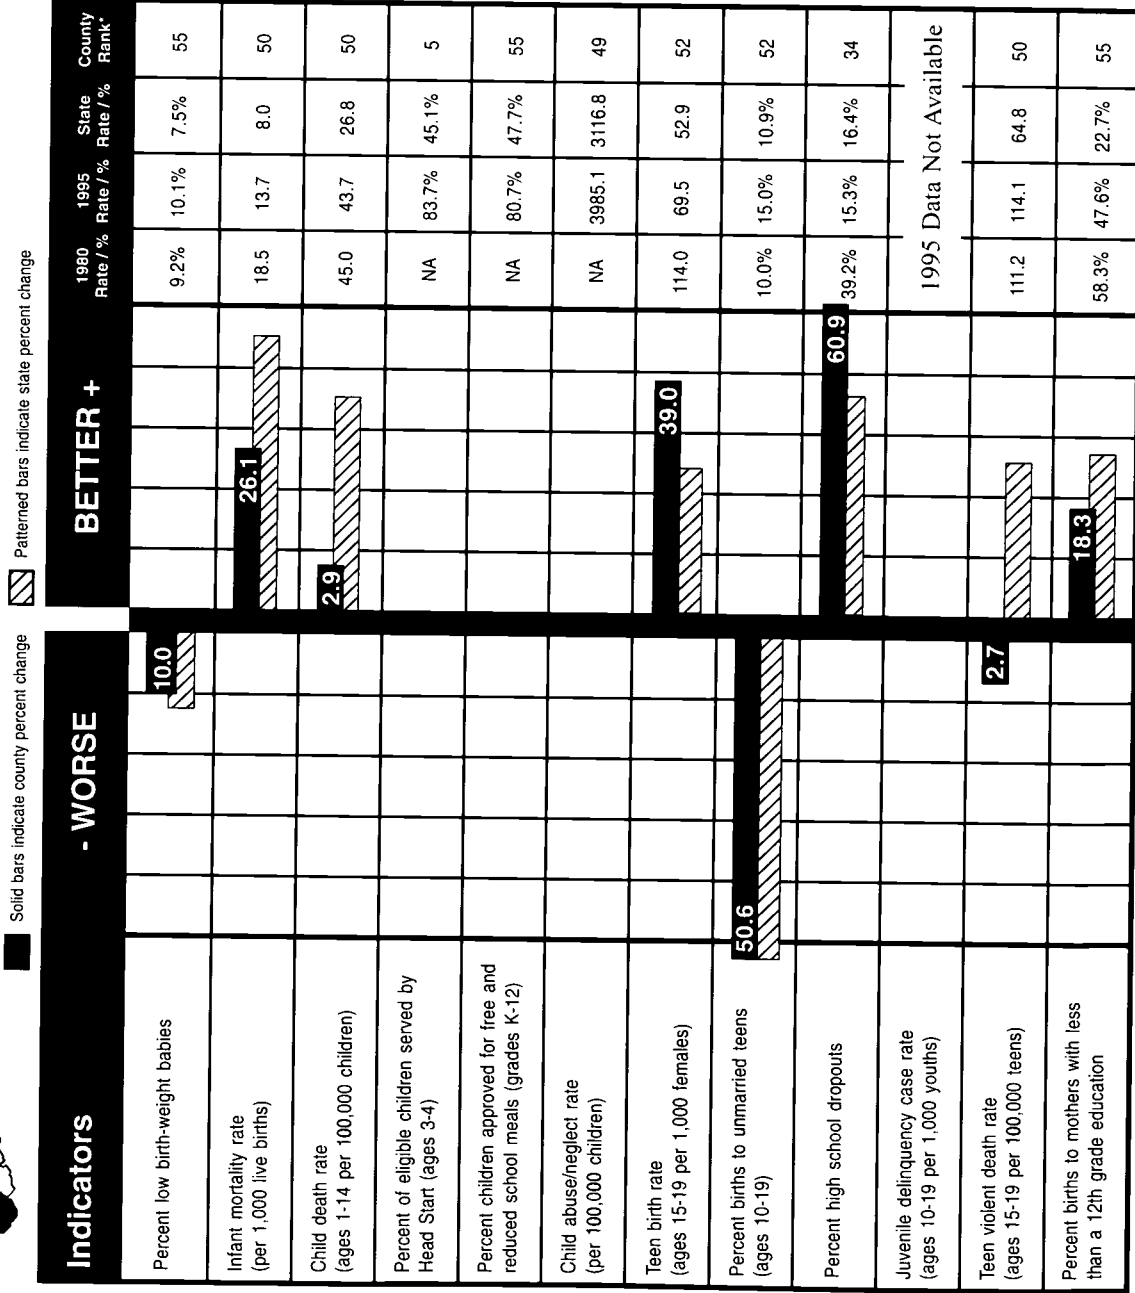 Solid bars indicate county percent change
Patterned bars indicate state percent change
Indicators
- WORSE
BETTER +
1980
Rate / %
1995
Rate / %
State
Rate / %
County
Rank*
Percent low birth-weight babies
10.0
9.2%
10.1%
7.5%
55
Infant mortality rate
(per 1,000 live births)
26.1
18.5
13.7
8.0
50
Child death rate
(ages 1-14 per 100,000 children)
2.9
45.0
43.7
26.8
50
Percent of eligible children served by
Head Start (ages 3-4)
NA
83.7%
45.1%
5
Percent children approved for free and
reduced school meals (grades K-12)
NA
80.7%
47.7%
55
Child abuse/neglect rate
(per 100,000 children)
NA
3985.1
3116.8
49
Teen birth rate
(ages 15-19 per 1,000 females)
39.0
114.0
69.5
52.9
52
Percent births to unmarried teens
(ages 10-19)
50.6
10.0%
15.0%
10.9%
52
Percent high school dropouts
60.9
39.2%
15.3%
16.4%
34
Juvenile delinquency case rate
(ages 10-19 per 1,000 youths)
1995 Data Not Available
Teen violent death rate
(ages 15-19 per 100,000 teens)
2.7
111.2
114.1
64.8
50
Percent births to mothers with less
than a 12th grade education
18.3
58.3%
47.6%
22.7%
55